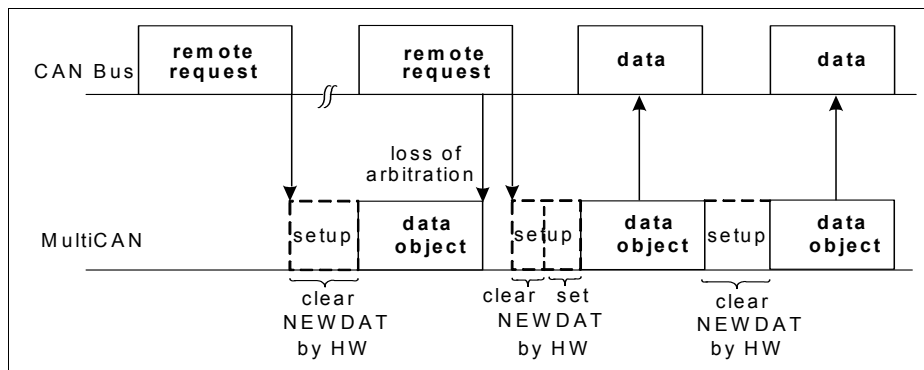 CAN Bus
remote
request
remote
request
data
data
loss of
arbitration
MultiCAN
setup
data
object
setup
data
object
setup
data
object
clear
NEWDAT
by HW
clear set
NEWDAT
by HW
clear
NEWDAT
by HW